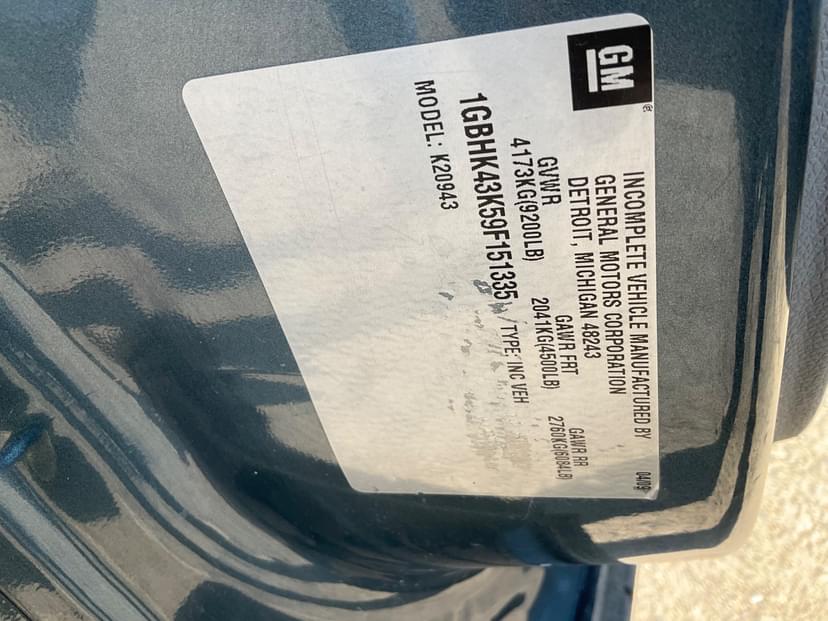 GM
®
INCOMPLETE VEHICLE MANUFACTURED BY 04/09
GENERAL MOTORS CORPORATION
DETROIT, MICHIGAN 48243
GVWR GAWR FRT GAWR RR
4173KG(9200LB) 2041KG(4500LB) 2760KG(6084LB)
1GBHK43K59F151335 TYPE: INC VEH
MODEL: K20943